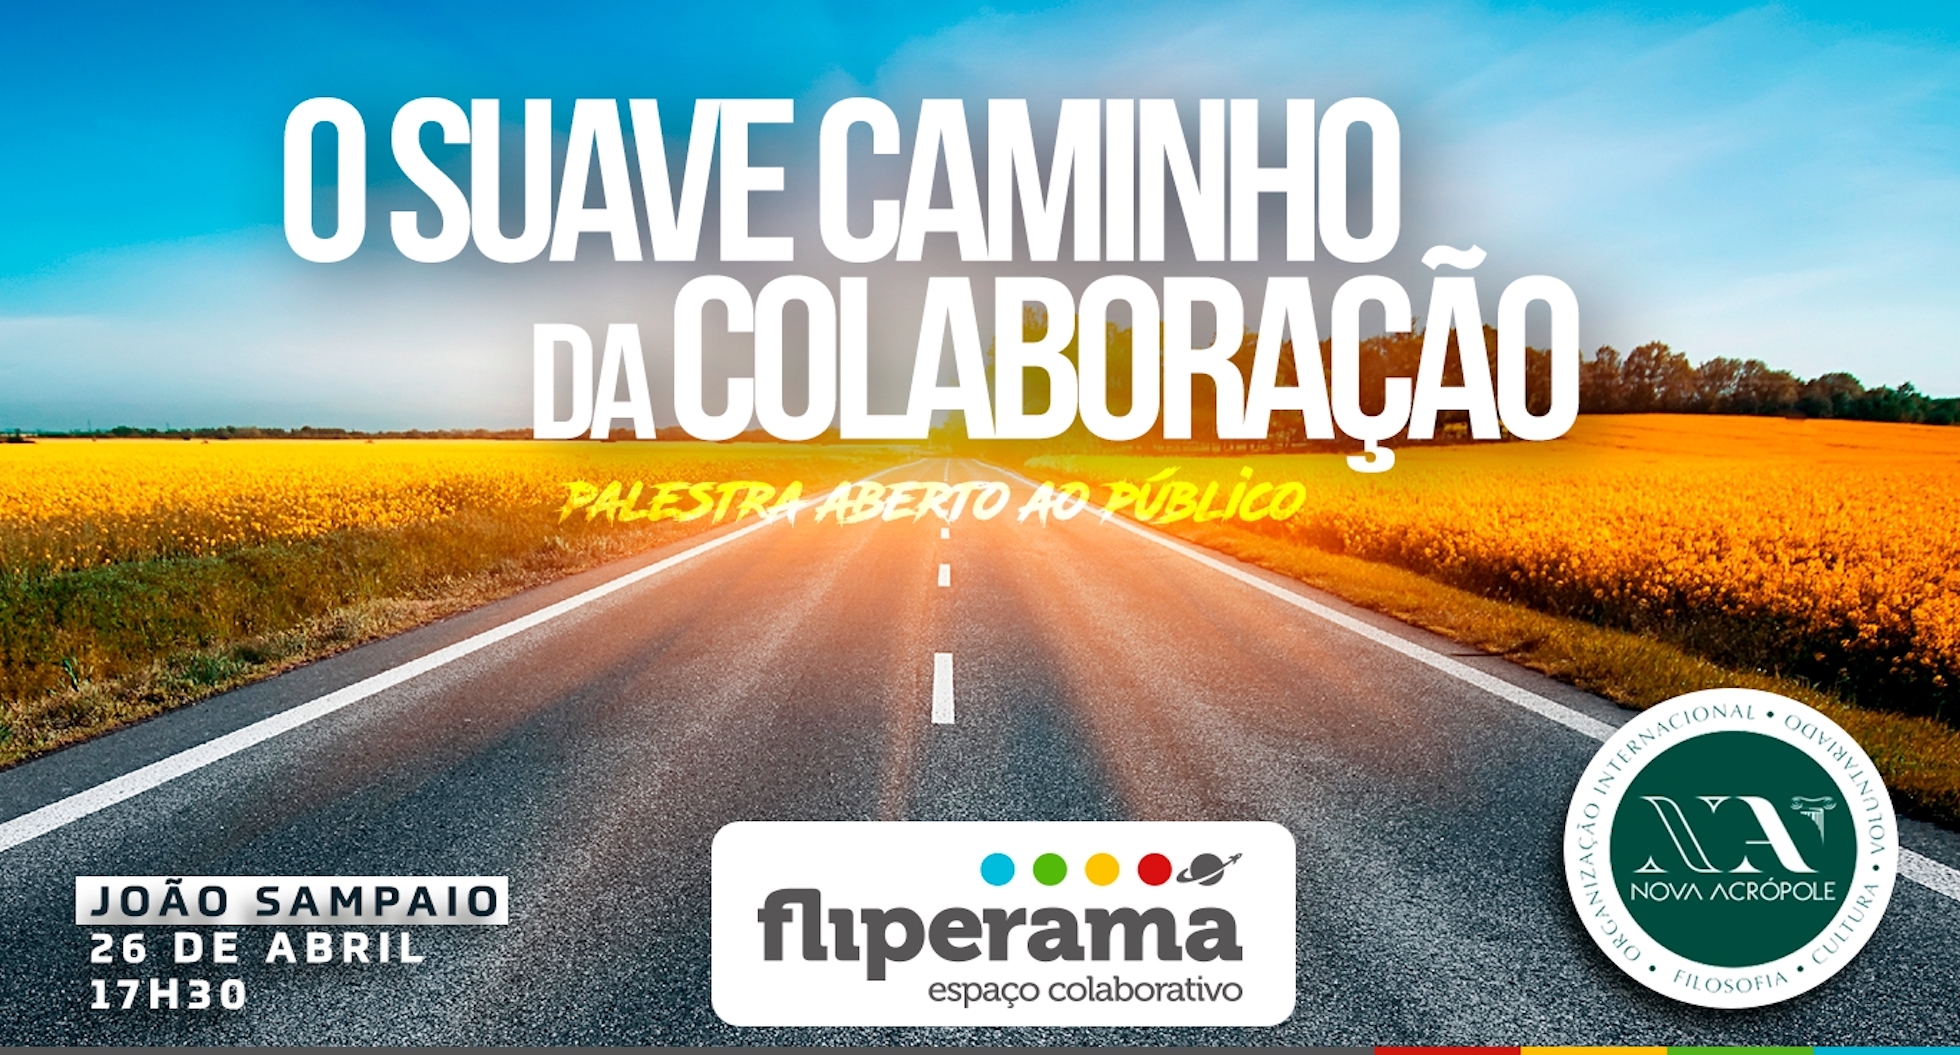 O SUAVE CAMINHO
DA COLABORAÇÃO
PALESTRA ABERTO AO PÚBLICO
JOÃO SAMPAIO
26 DE ABRIL
17H30
fliperama
espaço colaborativo
NOVA ACRÓPOLE
ORGANIZAÇÃO INTERNACIONAL • VOLUNTARIADO • CULTURA • FILOSOFIA •